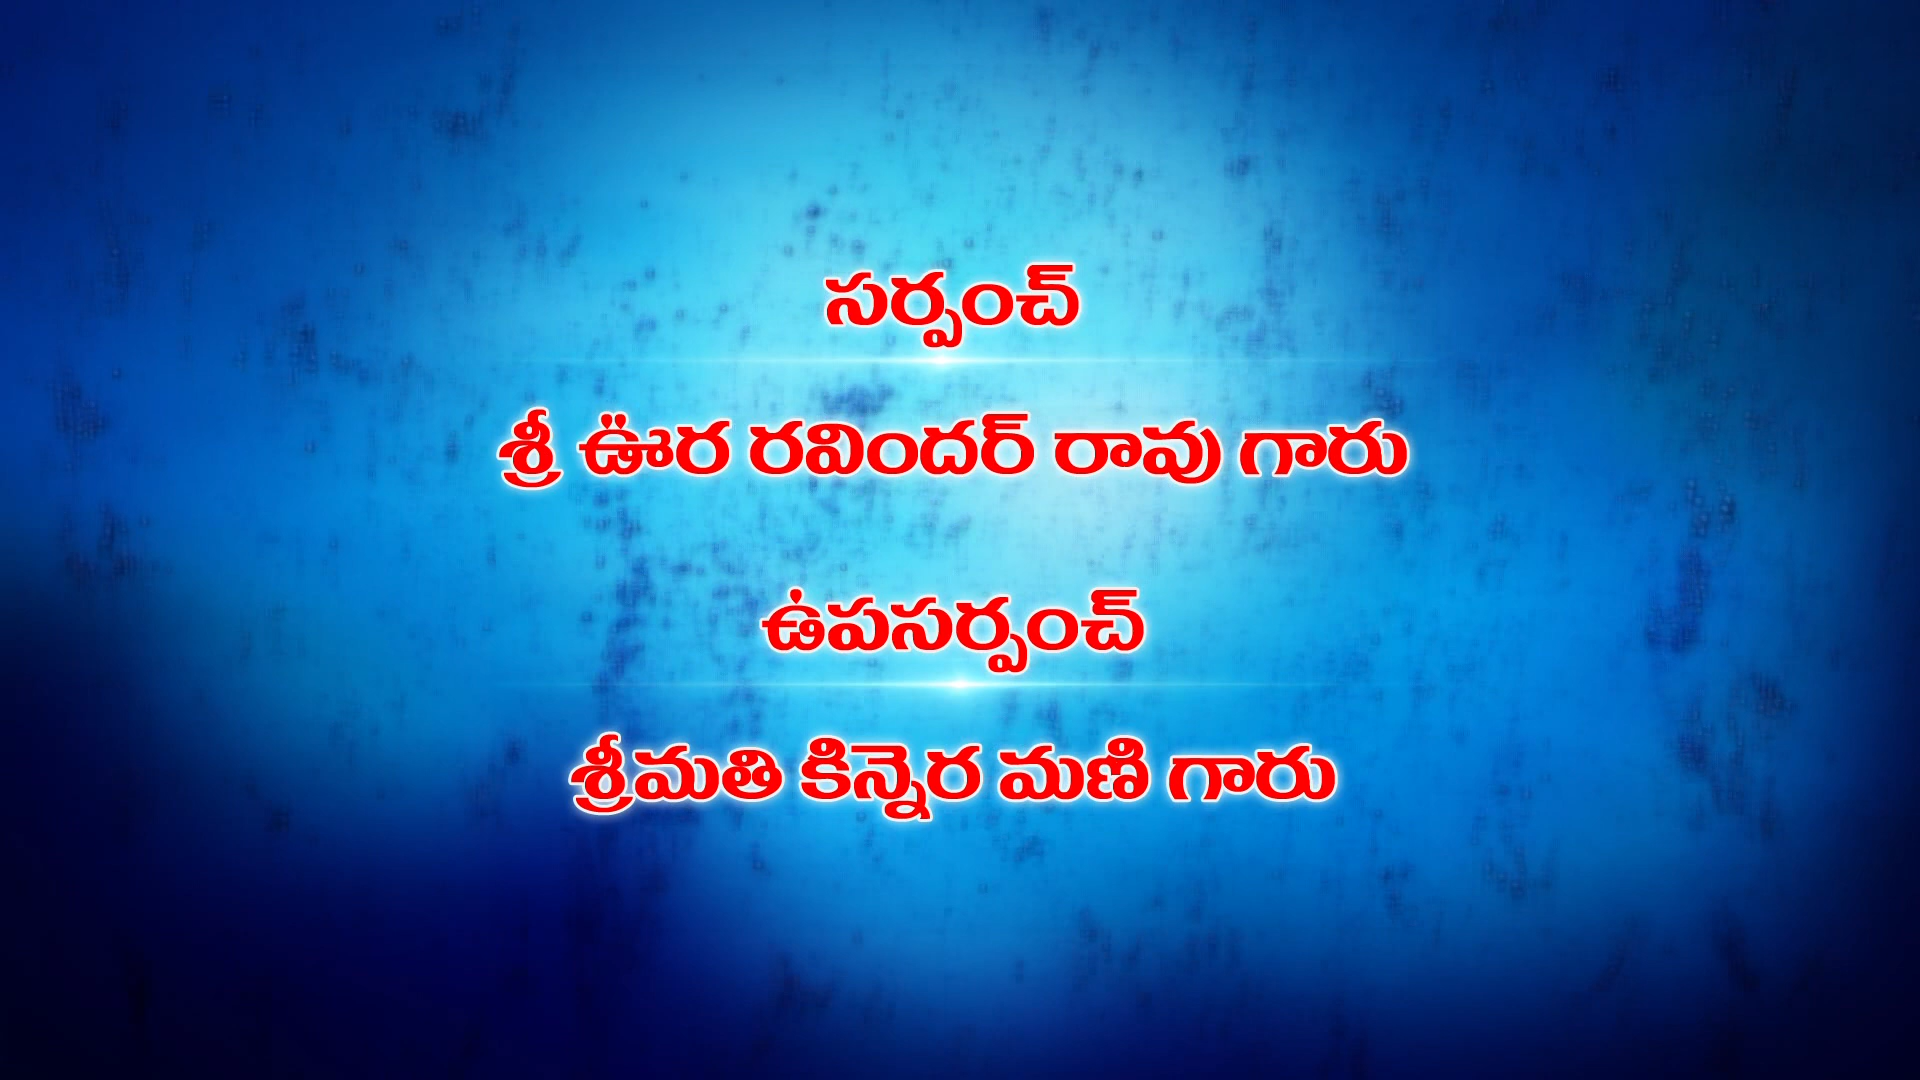 సర్పంచ్
శ్రీ ఊర రవిందర్ రావు గారు
ఉపసర్పంచ్
శ్రీమతి కిన్నెర మణి గారు